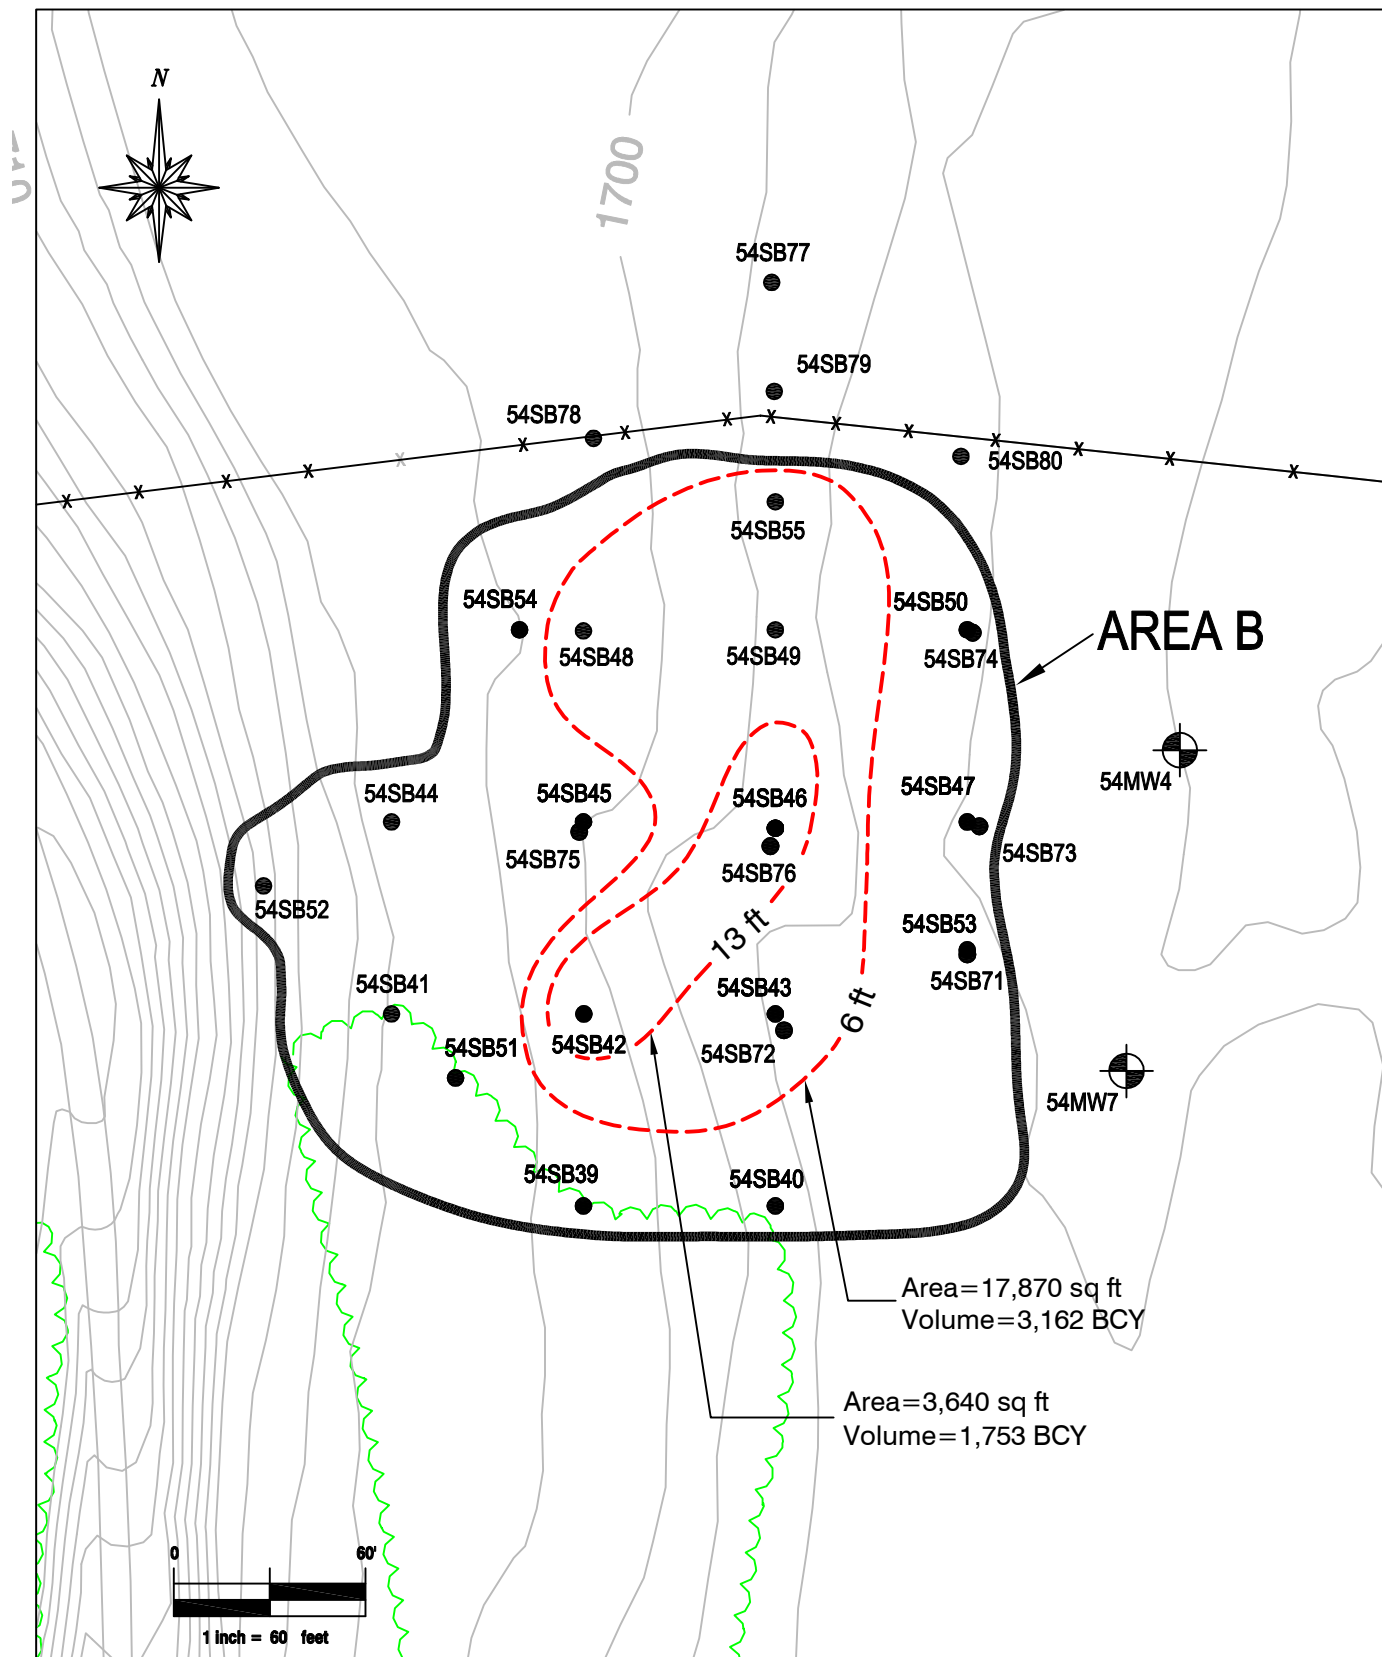 N
1700
54SB77
54SB79
54SB78
54SB80
54SB55
54SB54
54SB50
AREA B
54SB48
54SB49
54SB74
54MW4
54SB44
54SB45
54SB46
54SB47
54SB75
54SB76
54SB73
54SB52
13 ft
54SB53
54SB71
54SB41
54SB43
6 ft
54SB51
54SB42
54SB72
54MW7
54SB39
54SB40
Area=17,870 sq ft
Volume=3,162 BCY
Area=3,640 sq ft
Volume=1,753 BCY
0 60'
1 inch = 60 feet